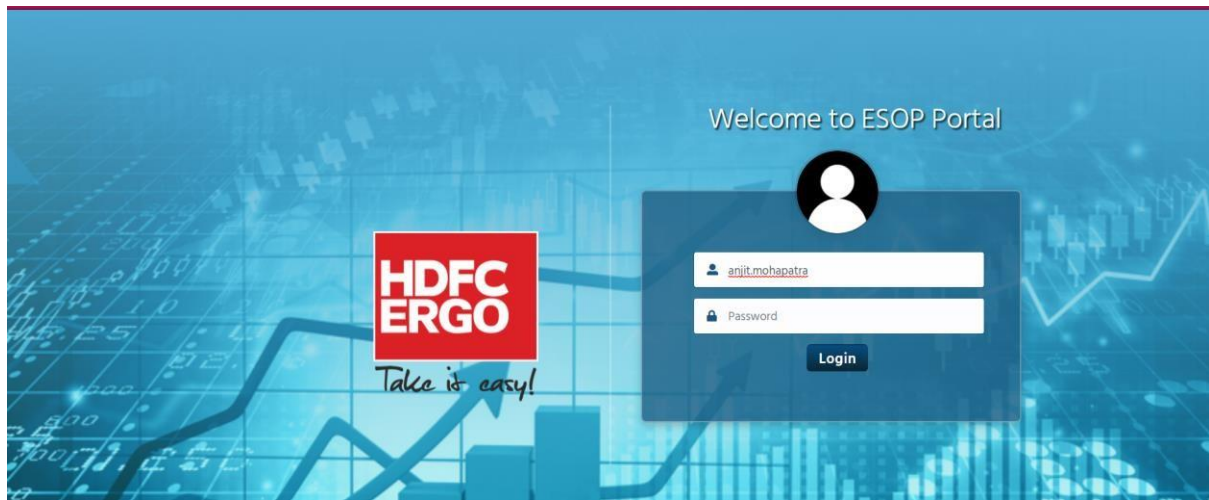 Welcome to ESOP Portal
HDFC
ERGO
Take it easy!
anjit.mohapatra
Password
Login